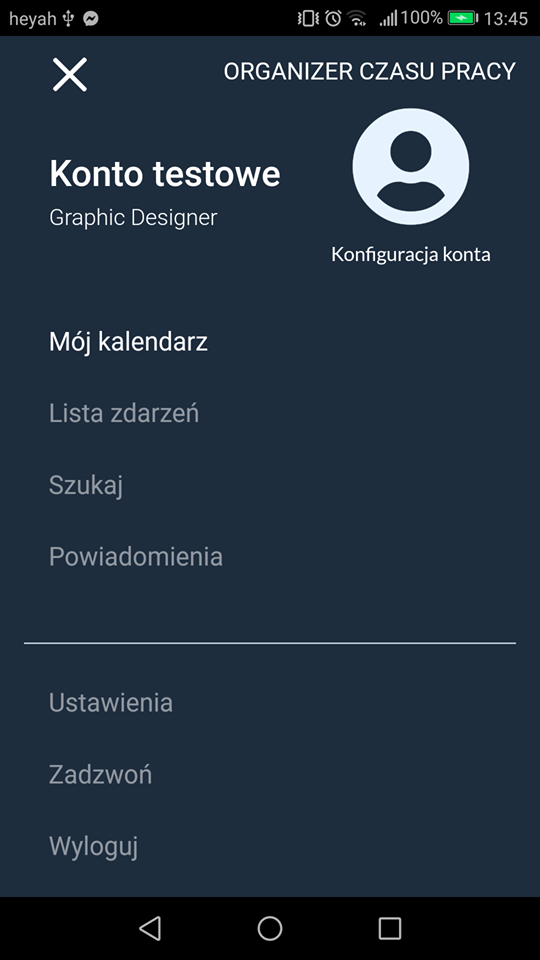 heyah 100% 13:45
ORGANIZER CZASU PRACY
Konto testowe
Graphic Designer
Konfiguracja konta
Mój kalendarz
Lista zdarzeń
Szukaj
Powiadomienia
Ustawienia
Zadzwoń
Wyloguj